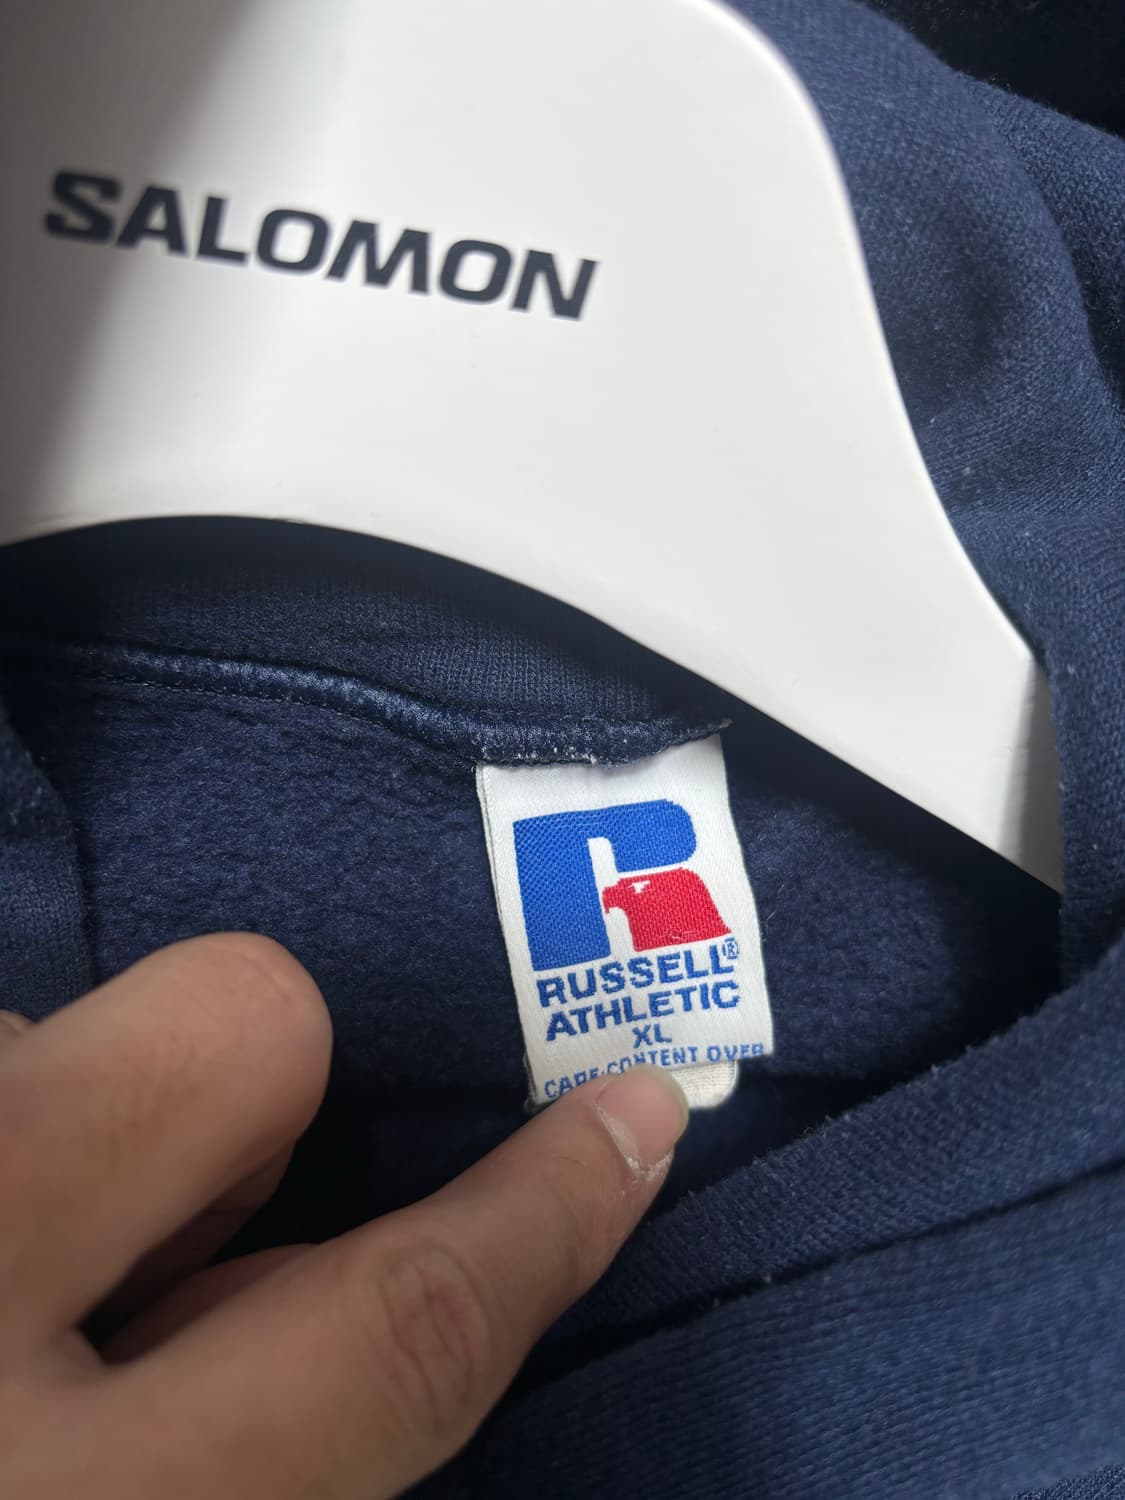 SALOMON
RUSSELL®
ATHLETIC
XL
CARE·CONTENT OVER